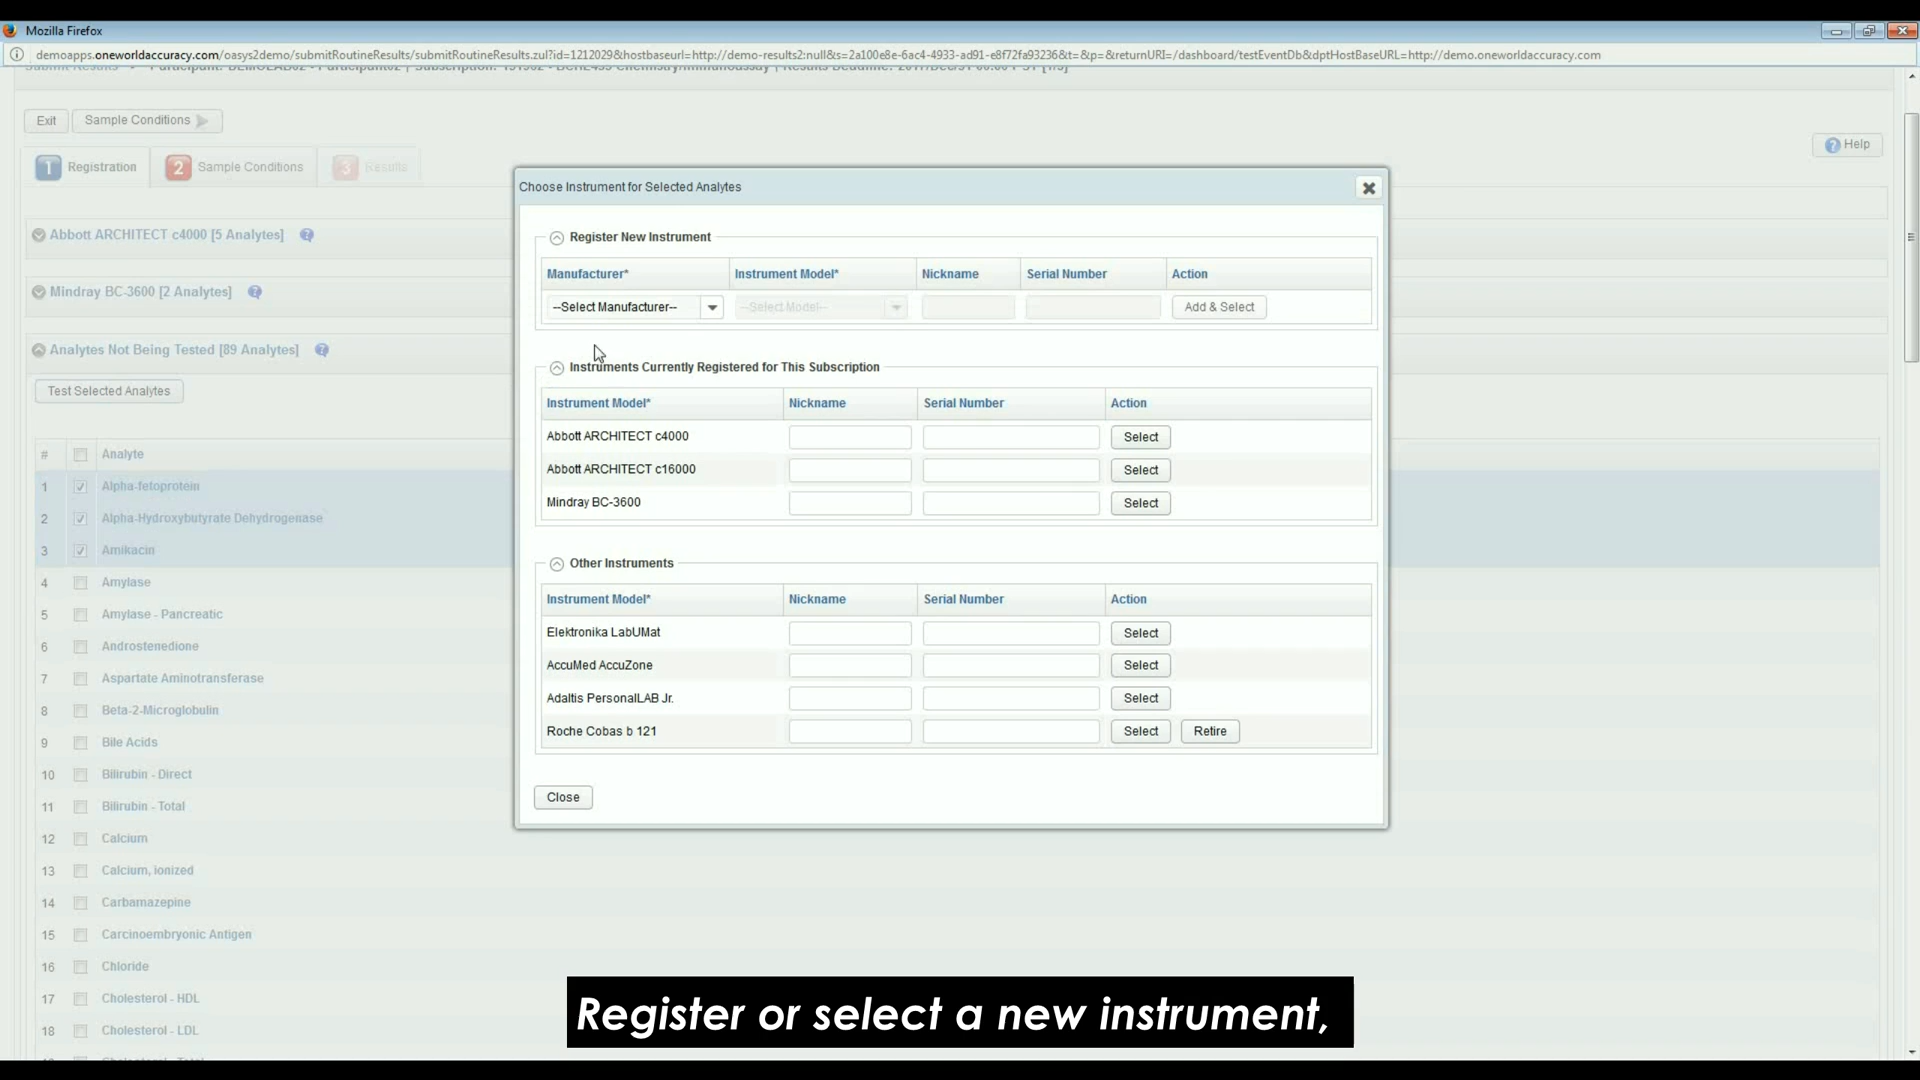 Mozilla Firefox
demoapps.oneworldaccuracy.com/oasys2demo/submitRoutineResults/submitRoutineResults.zul?id=1212029&hostbaseurl=http://demo-results2:null&s=2a100e8e-6ac4-4933-ad91-e8f72fa93236&t=&p=&returnURI=/dashboard/testEventDb&dptHostBaseURL=http://demo.oneworldaccuracy.com
Exit Sample Conditions
Help
1 Registration 2 Sample Conditions 3 Results
Choose Instrument for Selected Analytes
Abbott ARCHITECT c4000 [5 Analytes]
Mindray BC-3600 [2 Analytes]
Analytes Not Being Tested [89 Analytes]
Test Selected Analytes
# Analyte
1 Alpha-fetoprotein
2 Alpha-Hydroxybutyrate Dehydrogenase
3 Amikacin
4 Amylase
5 Amylase - Pancreatic
6 Androstenedione
7 Aspartate Aminotransferase
8 Beta-2-Microglobulin
9 Bile Acids
10 Bilirubin - Direct
11 Bilirubin - Total
12 Calcium
13 Calcium, ionized
14 Carbamazepine
15 Carcinoembryonic Antigen
16 Chloride
17 Cholesterol - HDL
18 Cholesterol - LDL
Register New Instrument
Manufacturer* Instrument Model* Nickname Serial Number Action
--Select Manufacturer-- --Select Model-- Add & Select
Instruments Currently Registered for This Subscription
Instrument Model* Nickname Serial Number Action
Abbott ARCHITECT c4000 Select
Abbott ARCHITECT c16000 Select
Mindray BC-3600 Select
Other Instruments
Instrument Model* Nickname Serial Number Action
Elektronika LabUMat Select
AccuMed AccuZone Select
Adaltis PersonalLAB Jr. Select
Roche Cobas b 121 Select Retire
Close
Register or select a new instrument,